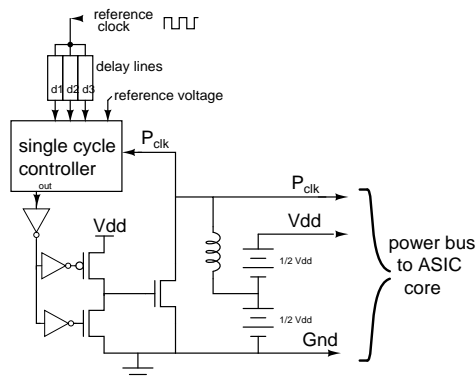 reference
clock
delay lines
d1 d2 d3
reference voltage
single cycle
controller
out
Pclk
Pclk
Vdd
Vdd
1/2 Vdd
1/2 Vdd
Gnd
power bus
to ASIC
core